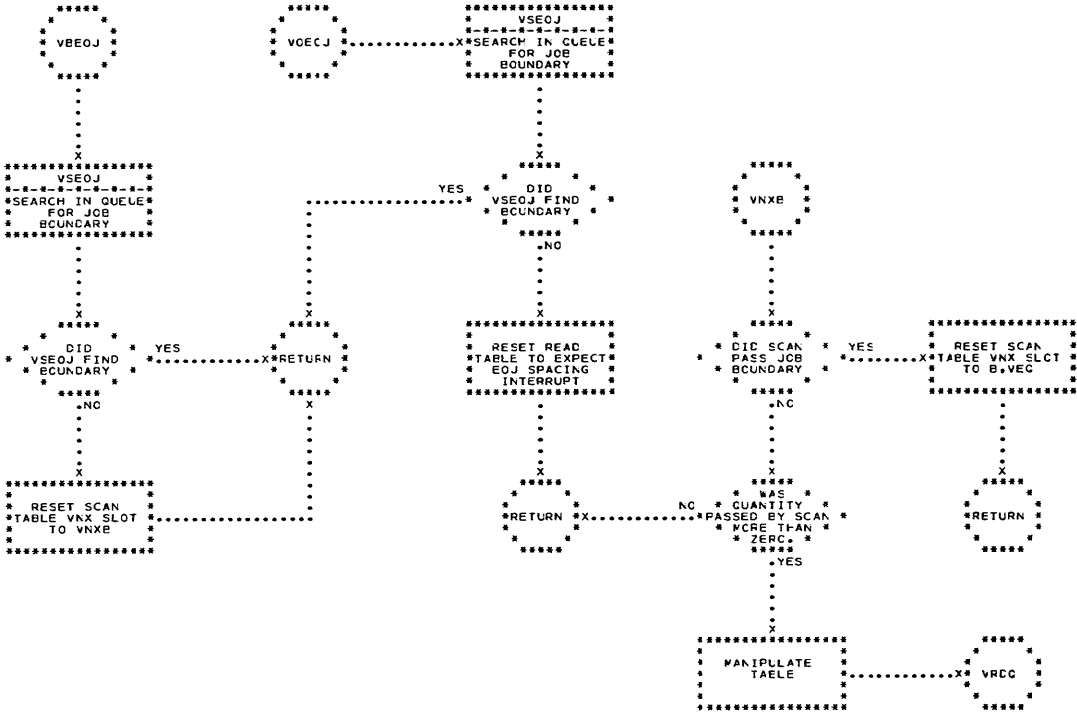 VBEOJ
VOECJ
VSEOJ
SEARCH IN QUEUE
FOR JOB
BOUNDARY
VSEOJ
SEARCH IN QUEUE
FOR JOB
BOUNDARY
YES
DID
VSEOJ FIND
BOUNDARY
NO
VNXB
DID
VSEOJ FIND
BOUNDARY
YES
NO
RETURN
RESET READ
TABLE TO EXPECT
EOJ SPACING
INTERRUPT
DID SCAN
PASS JOB
BOUNDARY
YES
NO
RESET SCAN
TABLE VNX SLOT
TO B.VEG
RESET SCAN
TABLE VNX SLOT
TO VNXB
RETURN
NO
WAS
QUANTITY
PASSED BY SCAN
MORE THAN
ZERO.
YES
RETURN
MANIPULATE
TABLE
VRDG